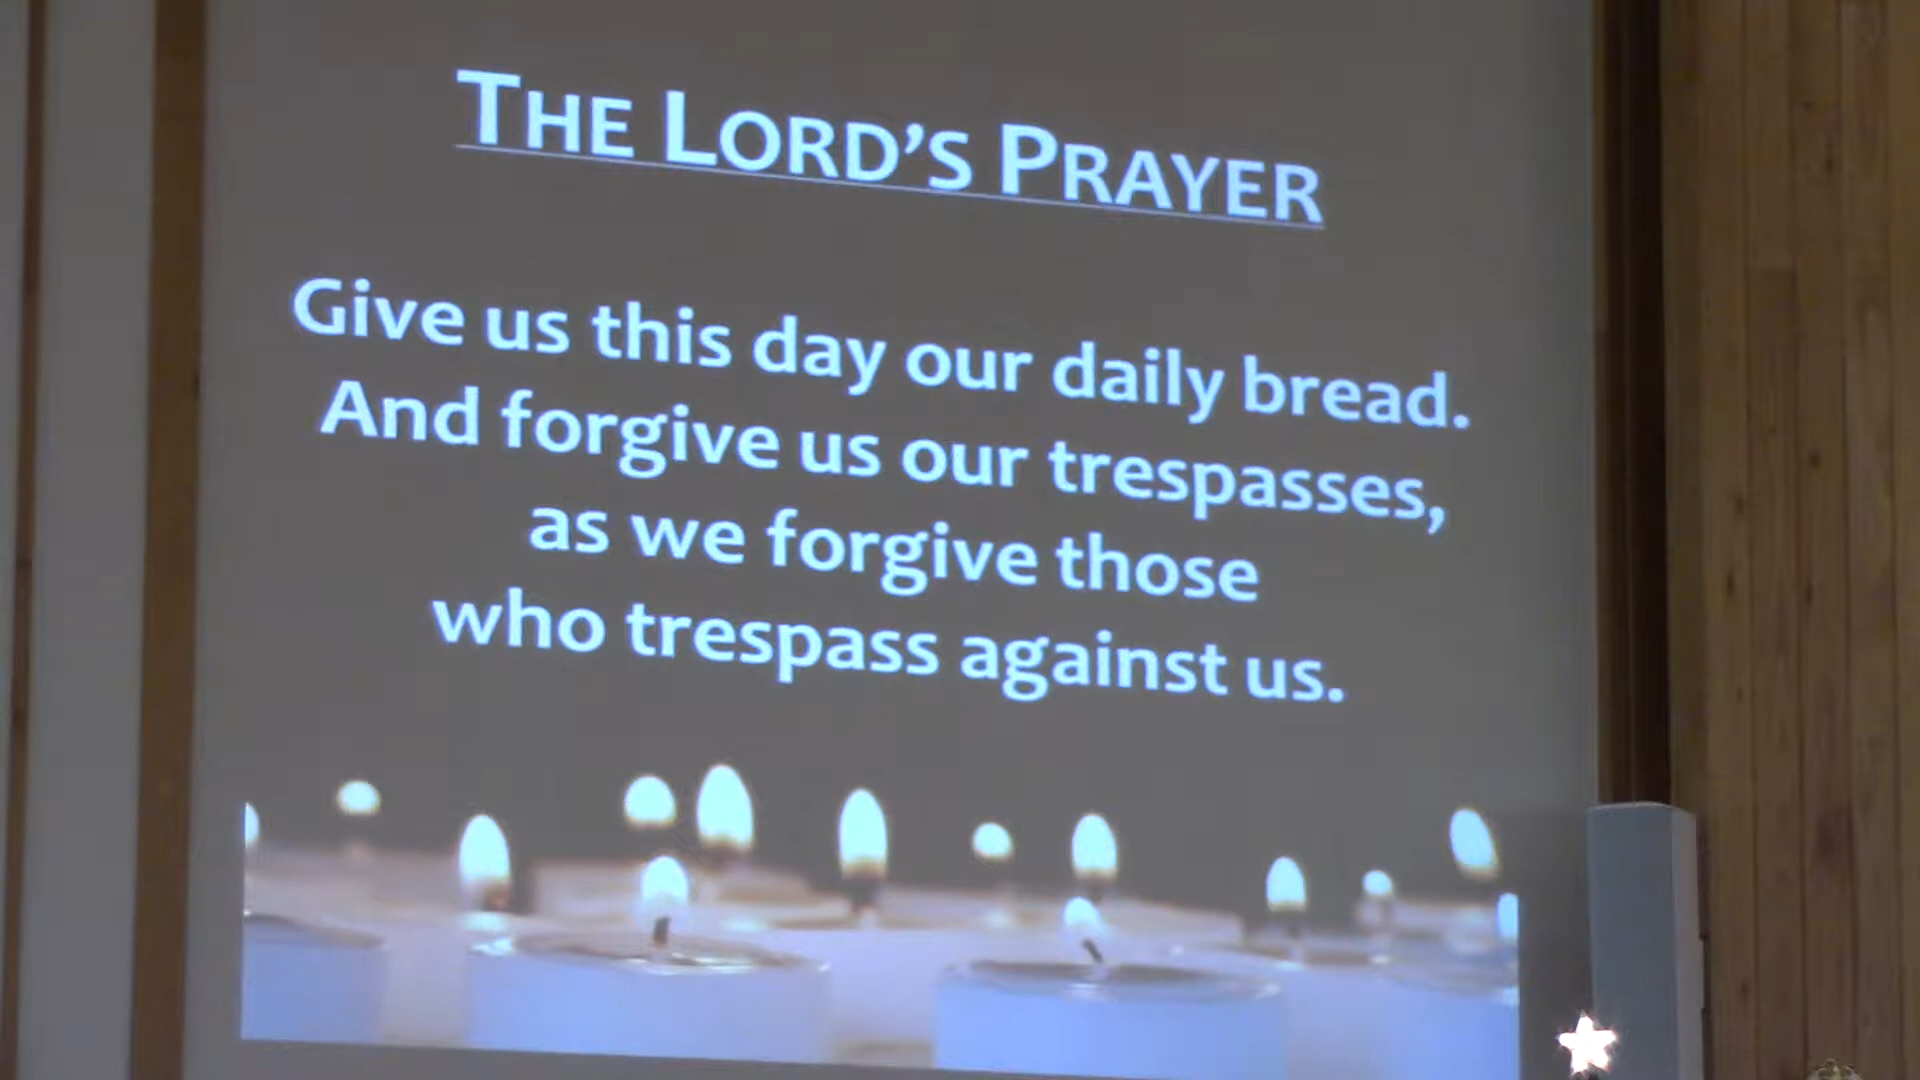 THE LORD'S PRAYER
Give us this day our daily bread.
And forgive us our trespasses,
as we forgive those
who trespass against us.